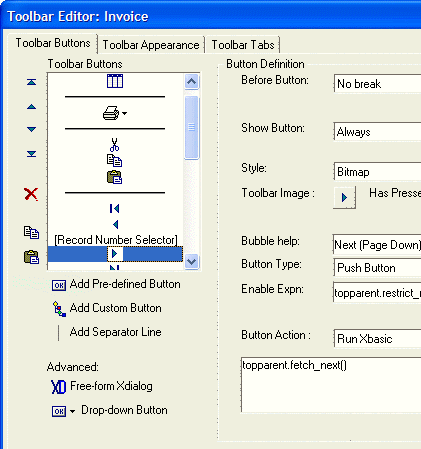 Toolbar Editor: Invoice
Toolbar Buttons Toolbar Appearance Toolbar Tabs
Toolbar Buttons
[Record Number Selector]
OK Add Pre-defined Button
Add Custom Button
Add Separator Line
Advanced:
XD Free-form Xdialog
OK Drop-down Button
Button Definition
Before Button: No break
Show Button: Always
Style: Bitmap
Toolbar Image : Has Presse
Bubble help: Next (Page Down)
Button Type: Push Button
Enable Expn: topparent.restrict_
Button Action : Run Xbasic
topparent.fetch_next()